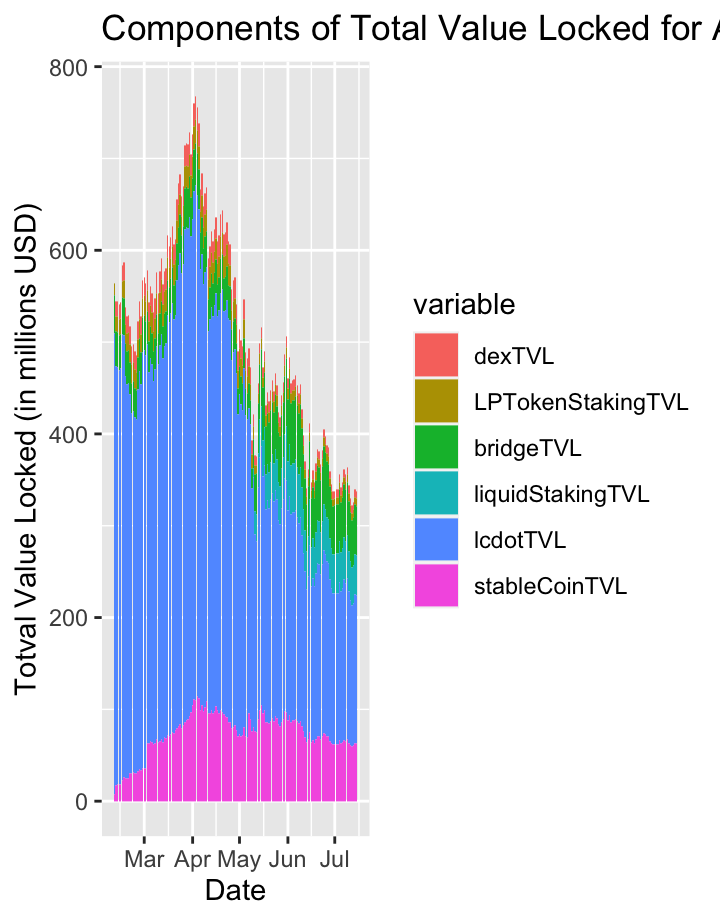 Components of Total Value Locked for A
Totval Value Locked (in millions USD)
800
600
400
200
0
Mar Apr May Jun Jul
Date
variable
dexTVL
LPTokenStakingTVL
bridgeTVL
liquidStakingTVL
lcdotTVL
stableCoinTVL